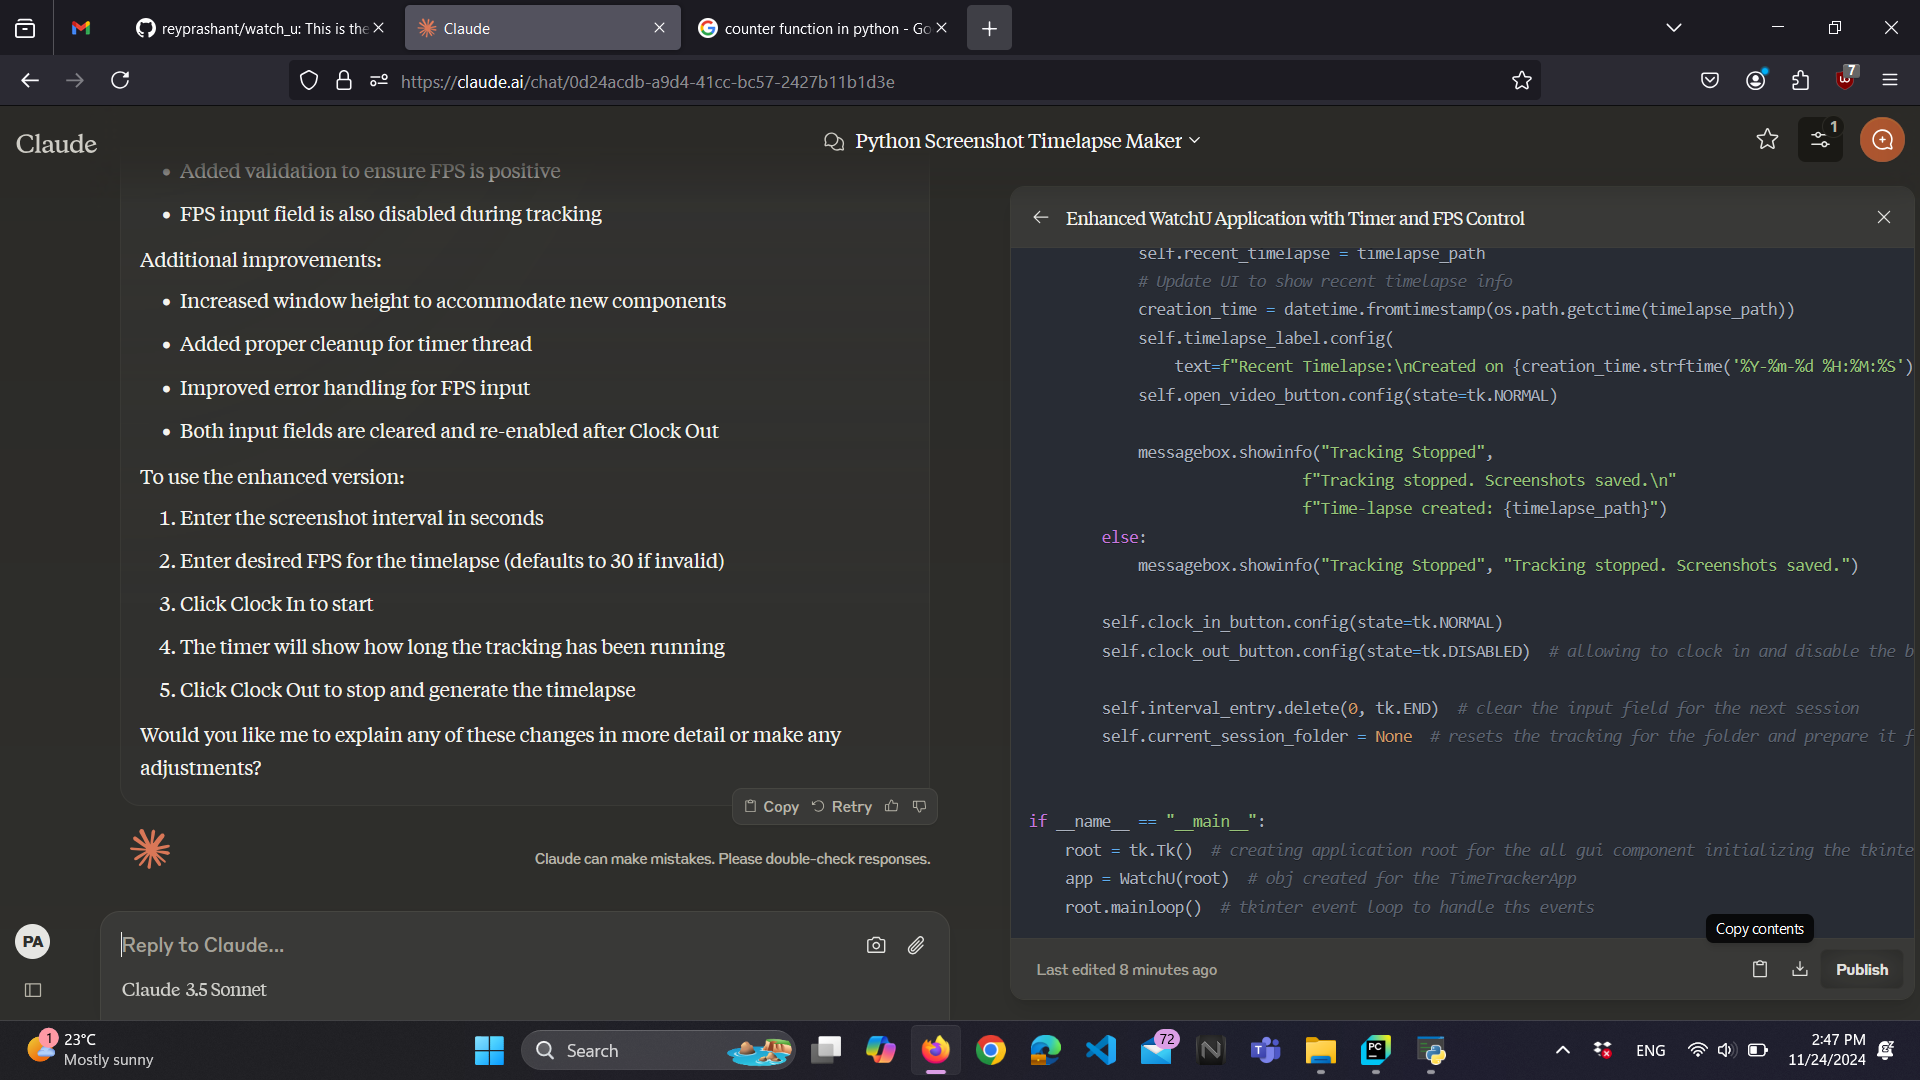 reyprashant/watch_u: This is the
Claude
counter function in python - Go
https://claude.ai/chat/0d24acdb-a9d4-41cc-bc57-2427b11b1d3e
7
Claude
Python Screenshot Timelapse Maker
1
• Added validation to ensure FPS is positive
• FPS input field is also disabled during tracking
Additional improvements:
• Increased window height to accommodate new components
• Added proper cleanup for timer thread
• Improved error handling for FPS input
• Both input fields are cleared and re-enabled after Clock Out
To use the enhanced version:
1. Enter the screenshot interval in seconds
2. Enter desired FPS for the timelapse (defaults to 30 if invalid)
3. Click Clock In to start
4. The timer will show how long the tracking has been running
5. Click Clock Out to stop and generate the timelapse
Would you like me to explain any of these changes in more detail or make any
adjustments?
Copy Retry
Claude can make mistakes. Please double-check responses.
PA
Reply to Claude...
Claude 3.5 Sonnet
Enhanced WatchU Application with Timer and FPS Control
self.recent_timelapse = timelapse_path
# Update UI to show recent timelapse info
creation_time = datetime.fromtimestamp(os.path.getctime(timelapse_path))
self.timelapse_label.config(
text=f"Recent Timelapse:\nCreated on {creation_time.strftime('%Y-%m-%d %H:%M:%S')
self.open_video_button.config(state=tk.NORMAL)
messagebox.showinfo("Tracking Stopped",
f"Tracking stopped. Screenshots saved.\n"
f"Time-lapse created: {timelapse_path}")
else:
messagebox.showinfo("Tracking Stopped", "Tracking stopped. Screenshots saved.")
self.clock_in_button.config(state=tk.NORMAL)
self.clock_out_button.config(state=tk.DISABLED)  # allowing to clock in and disable the b
self.interval_entry.delete(0, tk.END)  # clear the input field for the next session
self.current_session_folder = None  # resets the tracking for the folder and prepare it f
if __name__ == "__main__":
root = tk.Tk()  # creating application root for the all gui component initializing the tkinte
app = WatchU(root)  # obj created for the TimeTrackerApp
root.mainloop()  # tkinter event loop to handle ths events
Copy contents
Last edited 8 minutes ago
Publish
1
23°C
Mostly sunny
Search
72
PC
ENG
2:47 PM
11/24/2024